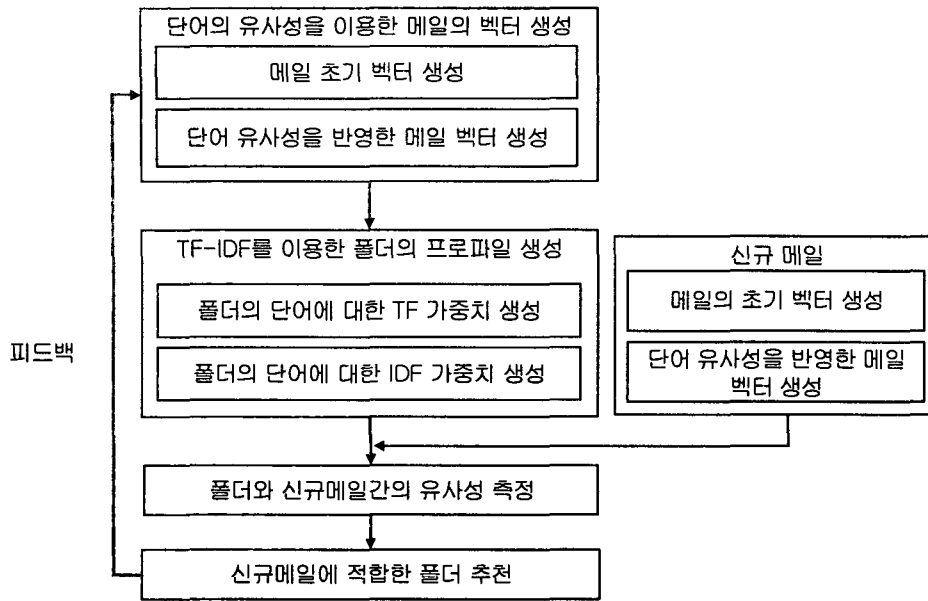 단어의 유사성을 이용한 메일의 벡터 생성
메일 초기 벡터 생성
단어 유사성을 반영한 메일 벡터 생성
TF-IDF를 이용한 폴더의 프로파일 생성
폴더의 단어에 대한 TF 가중치 생성
폴더의 단어에 대한 IDF 가중치 생성
신규 메일
메일의 초기 벡터 생성
단어 유사성을 반영한 메일
벡터 생성
피드백
폴더와 신규메일간의 유사성 측정
신규메일에 적합한 폴더 추천